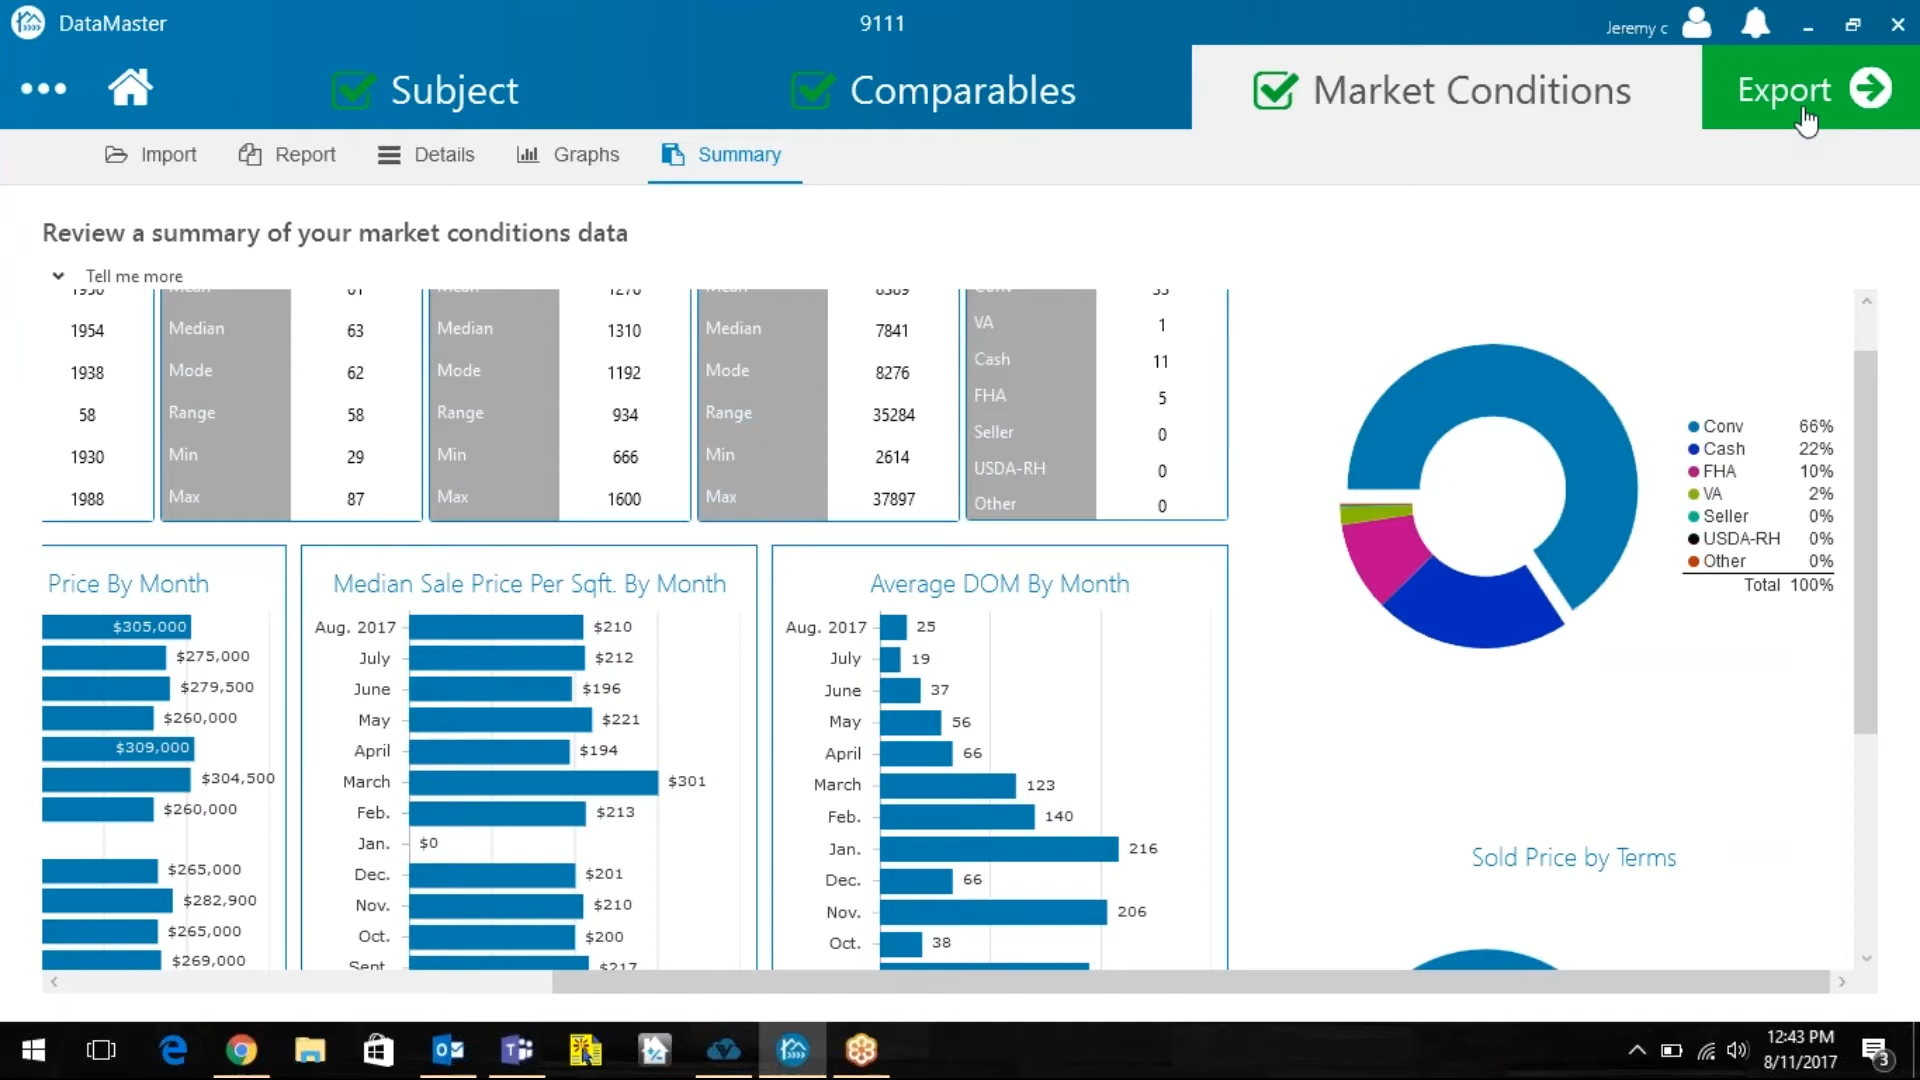 DataMaster
9111
Jeremy c
Subject
Comparables
Market Conditions
Export
Import
Report
Details
Graphs
Summary
Review a summary of your market conditions data
Tell me more
1954
1938
58
1930
1988
Median 63
Mode 62
Range 58
Min 29
Max 87
Median 1310
Mode 1192
Range 934
Min 666
Max 1600
Median 7841
Mode 8276
Range 35284
Min 2614
Max 37897
VA 1
Cash 11
FHA 5
Seller 0
USDA-RH 0
Other 0
Conv 66%
Cash 22%
FHA 10%
VA 2%
Seller 0%
USDA-RH 0%
Other 0%
Total 100%
Price By Month
$305,000
$275,000
$279,500
$260,000
$309,000
$304,500
$260,000
$265,000
$282,900
$265,000
$269,000
Median Sale Price Per Sqft. By Month
Aug. 2017 $210
July $212
June $196
May $221
April $194
March $301
Feb. $213
Jan. $0
Dec. $201
Nov. $210
Oct. $200
Sept. $217
Average DOM By Month
Aug. 2017 25
July 19
June 37
May 56
April 66
March 123
Feb. 140
Jan. 216
Dec. 66
Nov. 206
Oct. 38
Sold Price by Terms
12:43 PM
8/11/2017
3